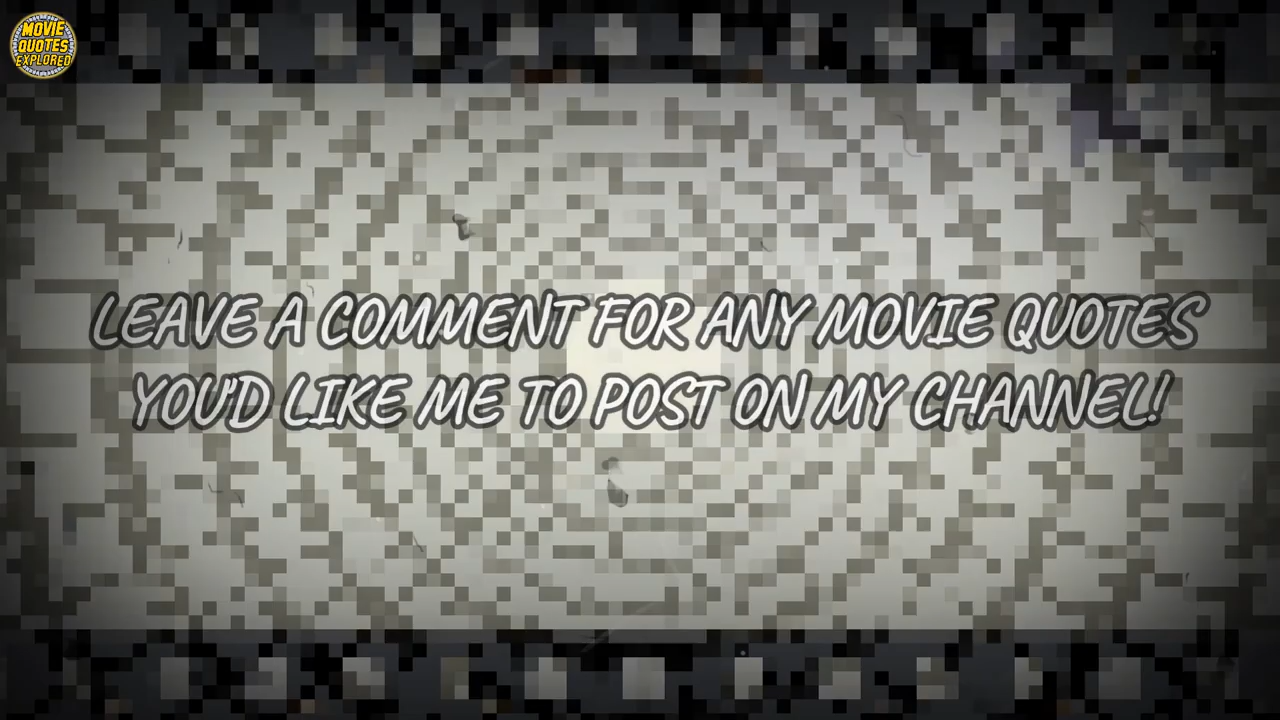 MOVIE
QUOTES
EXPLORED
LEAVE A COMMENT FOR ANY MOVIE QUOTES
YOU'D LIKE ME TO POST ON MY CHANNEL!